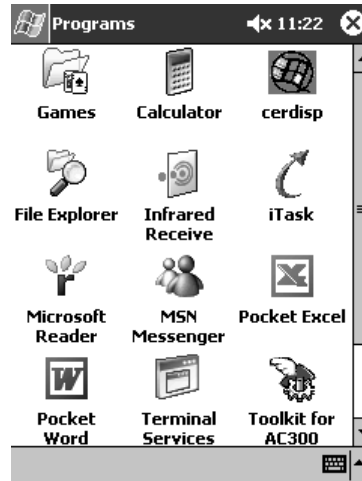 Programs 11:22
Games Calculator cerdisp
File Explorer Infrared Receive iTask
Microsoft Reader MSN Messenger Pocket Excel
Pocket Word Terminal Services Toolkit for AC300